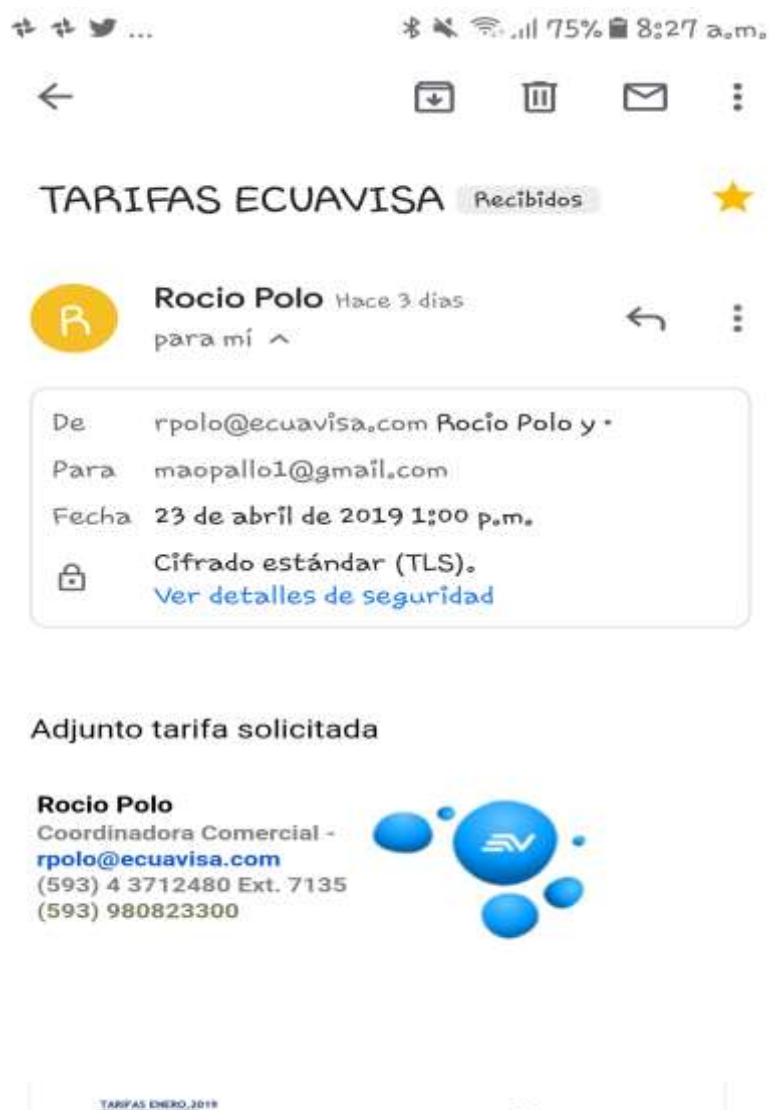 ... 75% 8:27 a.m.
TARIFAS ECUAVISA Recibidos
R
Rocio Polo Hace 3 días
para mí
De rpolo@ecuavisa.com Rocio Polo y •
Para maopallo1@gmail.com
Fecha 23 de abril de 2019 1:00 p.m.
Cifrado estándar (TLS).
Ver detalles de seguridad
Adjunto tarifa solicitada
Rocio Polo
Coordinadora Comercial -
rpolo@ecuavisa.com
(593) 4 3712480 Ext. 7135
(593) 980823300
TARIFAS ENERO,2019